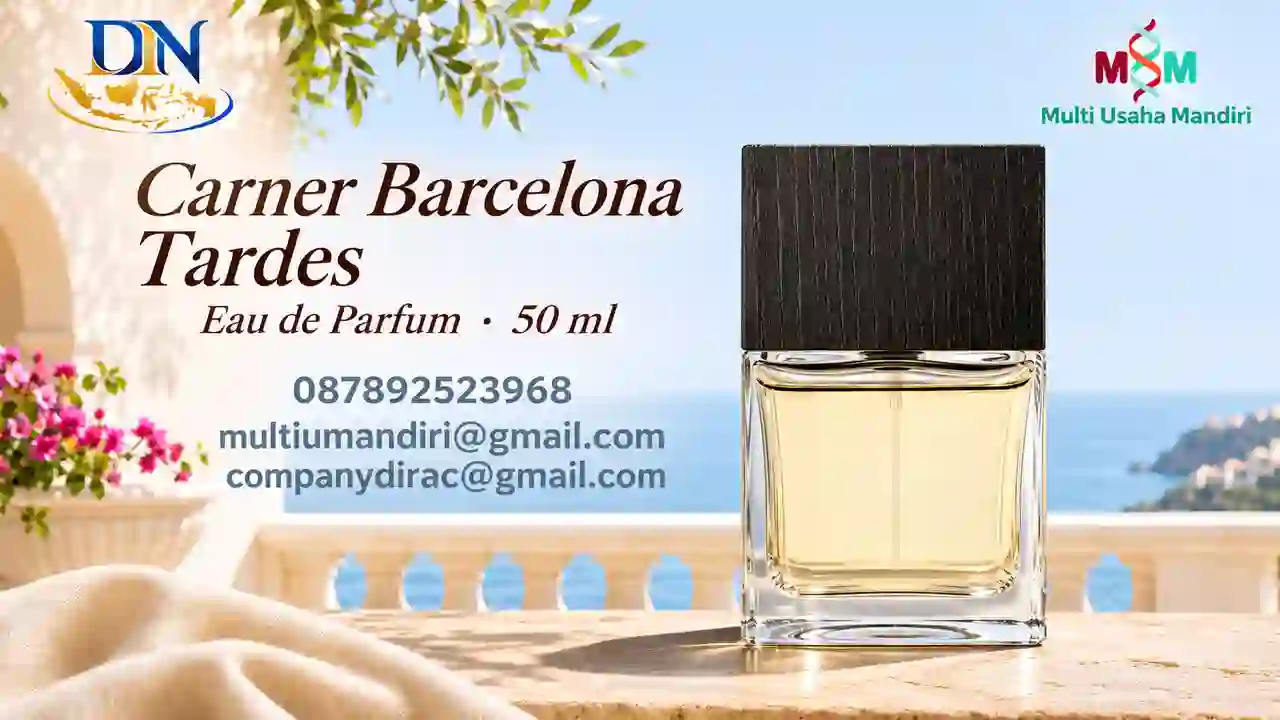 DN
M M
Multi Usaha Mandiri
Carner Barcelona
Tardes
Eau de Parfum · 50 ml
087892523968
multiumandiri@gmail.com
companydirac@gmail.com